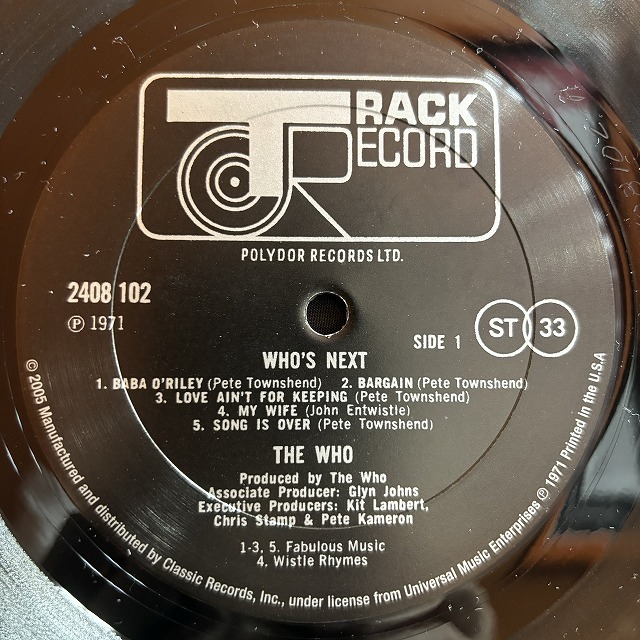 TRACK
RECORD
POLYDOR RECORDS LTD.
2408 102
Ⓟ 1971
SIDE 1
ST 33
WHO'S NEXT
1. BABA O'RILEY (Pete Townshend) 2. BARGAIN (Pete Townshend)
3. LOVE AIN'T FOR KEEPING (Pete Townshend)
4. MY WIFE (John Entwistle)
5. SONG IS OVER (Pete Townshend)
THE WHO
Produced by The Who
Associate Producer: Glyn Johns
Executive Producers: Kit Lambert,
Chris Stamp & Pete Kameron
1-3, 5. Fabulous Music
4. Wistle Rhymes
© 2005 Manufactured and distributed by Classic Records, Inc., under license from Universal Music Enterprises Ⓟ 1971 Printed in the U.S.A